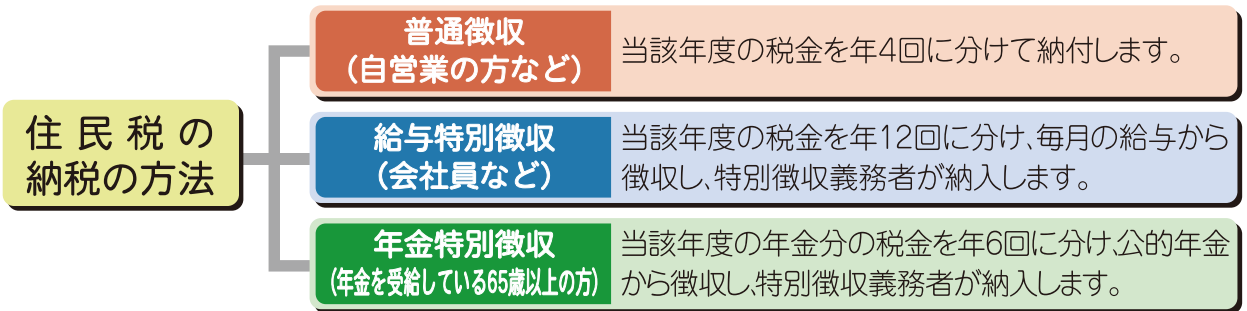 住民税の
納税の方法
普通徴収
(自営業の方など)
当該年度の税金を年4回に分けて納付します。
給与特別徴収
(会社員など)
当該年度の税金を年12回に分け、毎月の給与から
徴収し、特別徴収義務者が納入します。
年金特別徴収
(年金を受給している65歳以上の方)
当該年度の年金分の税金を年6回に分け、公的年金
から徴収し、特別徴収義務者が納入します。